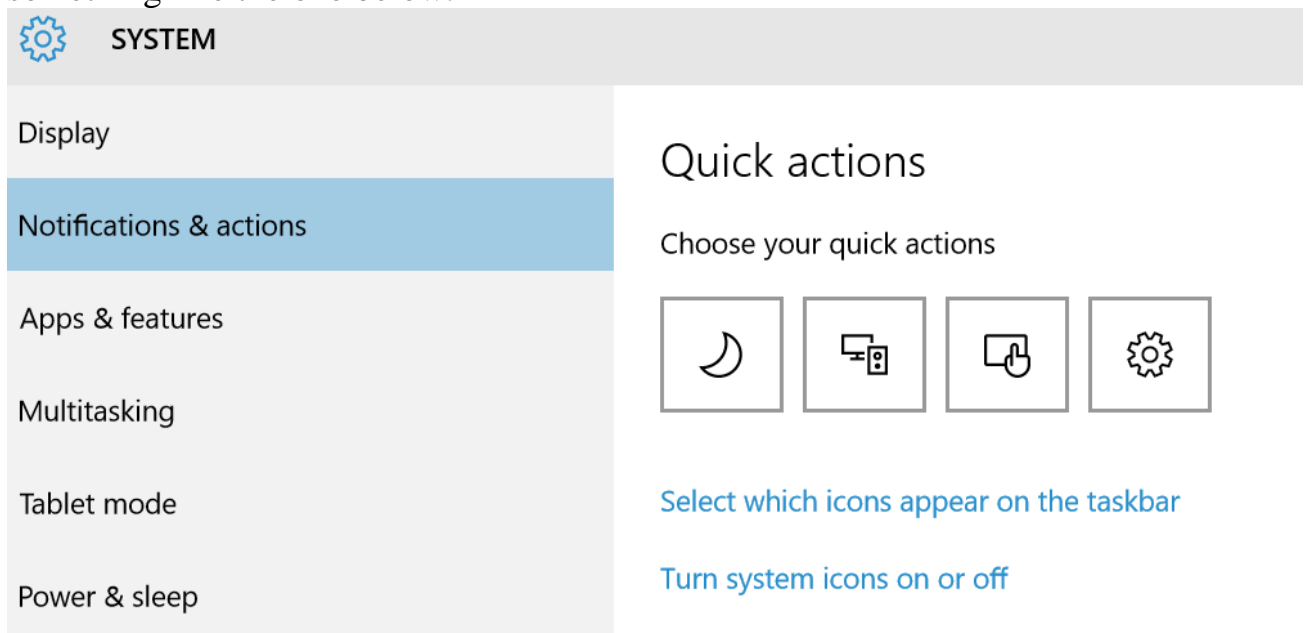 SYSTEM
Display
Notifications & actions
Apps & features
Multitasking
Tablet mode
Power & sleep
Quick actions
Choose your quick actions
Select which icons appear on the taskbar
Turn system icons on or off